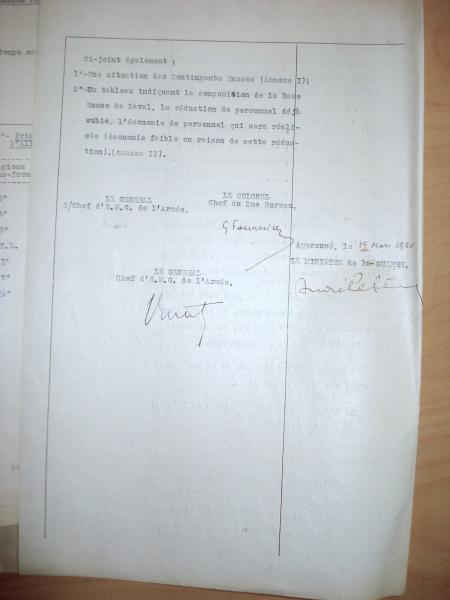 Ci-joint également :
1°-Une situation des Contingents Russes (Annexe I);
2°-Un tableau indiquant la composition de la Base
Russe de Laval, la réduction de personnel déjà
subie, l'économie de personnel qui sera réali-
sée (économie faible en raison de cette réduc-
tion).(Annexe II).
LE GENERAL
S/Chef d'E.M.G. de l'Armée,
LE COLONEL
Chef du 2me Bureau,
G Fournier
Approuvé, le 15 Mars 1920
LE MINISTRE de la GUERRE,
LE GENERAL
Chef d'E.M.G. de l'Armée,